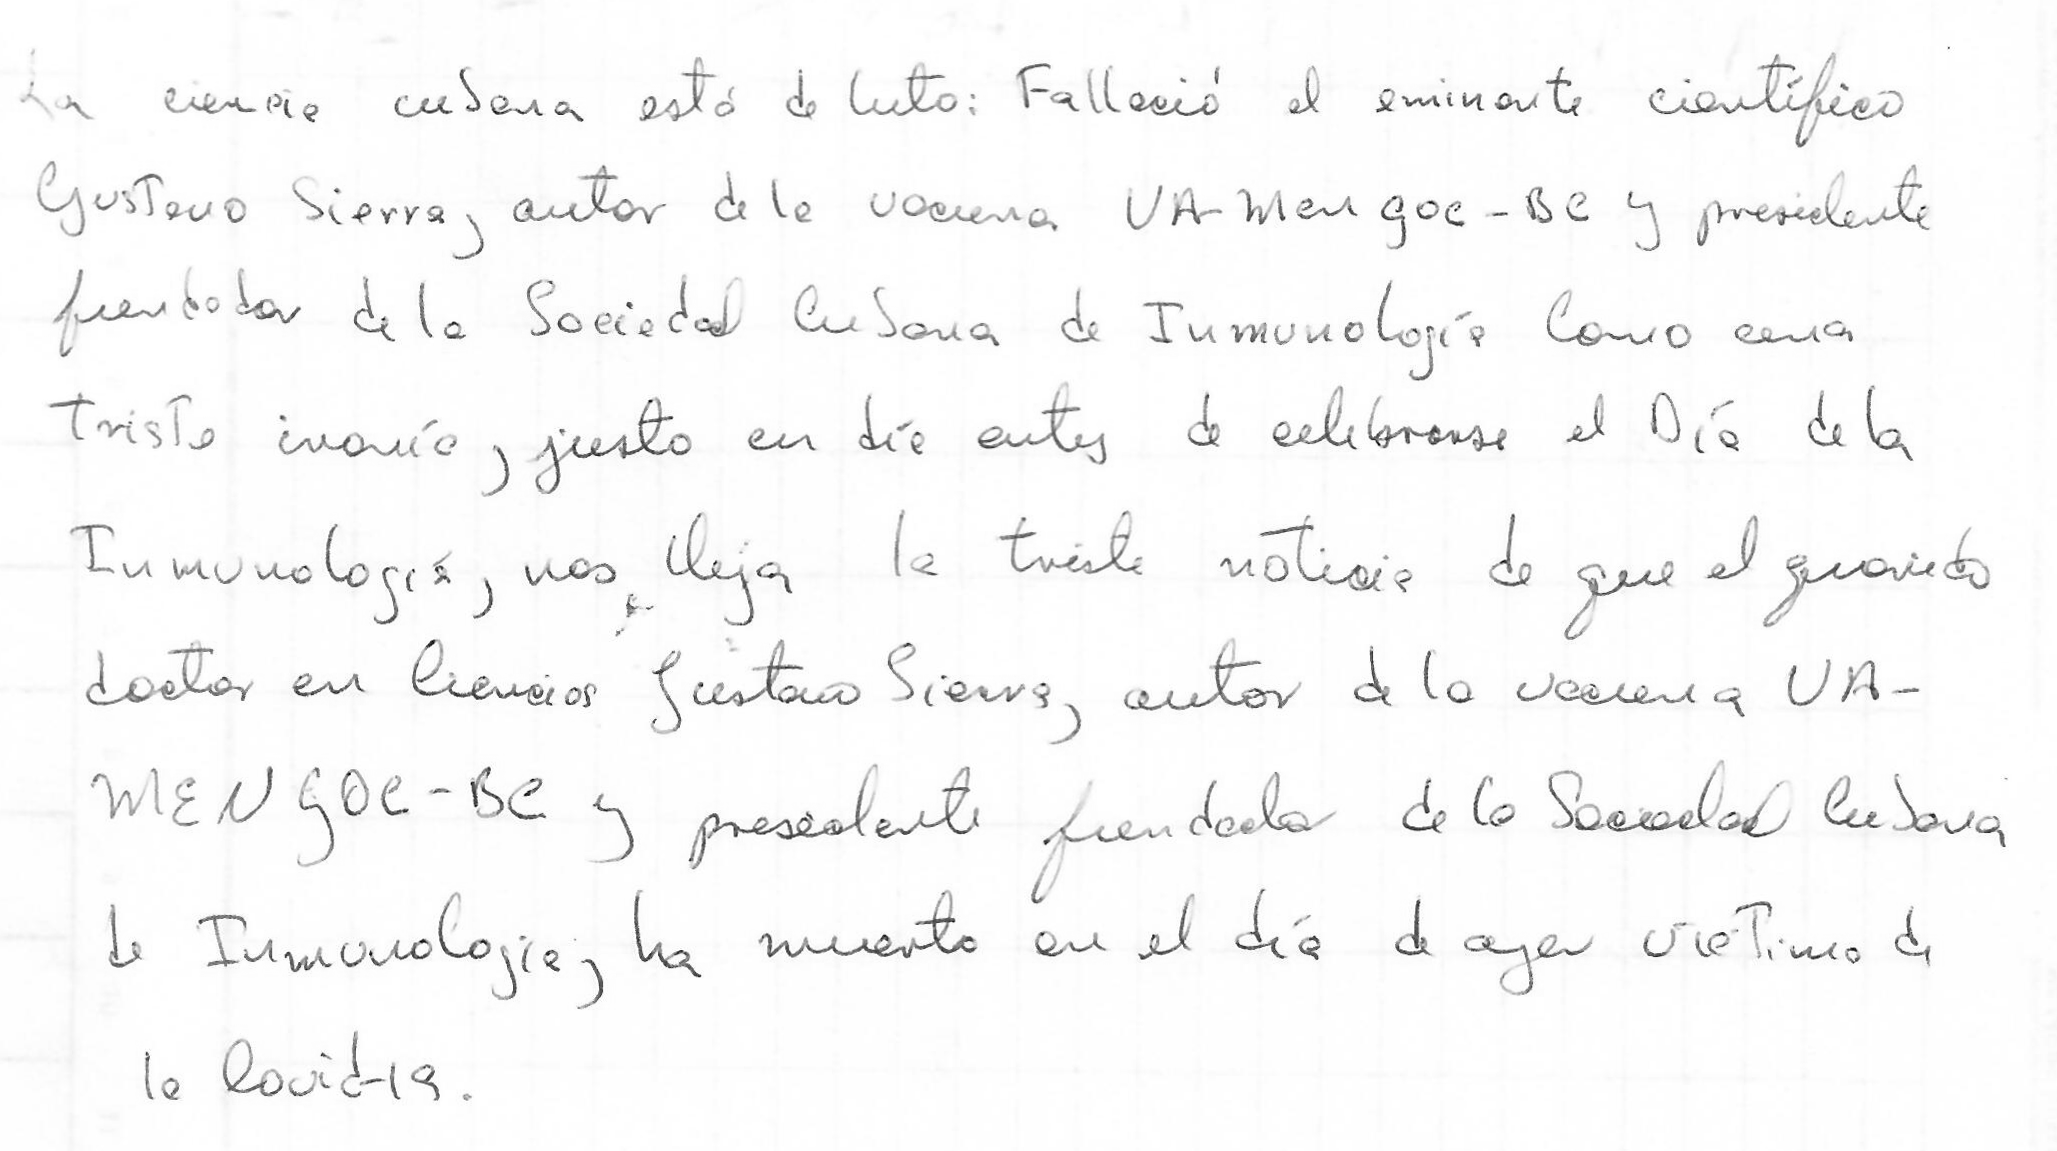 La ciencia cubana está de luto: Falleció el eminente científico
Gustavo Sierra, autor de la vacuna VA-Mengoc-BC y presidente
fundador de la Sociedad Cubana de Inmunología Como una
triste ironía, justo un día antes de celebrarse el Día de la
Inmunología, nos llega la triste noticia de que el querido
doctor en Ciencias Gustavo Sierra, autor de la vacuna VA-
MENGOC-BC y presidente fundador de la Sociedad Cubana
de Inmunología, ha muerto en el día de ayer víctima de
la Covid-19.